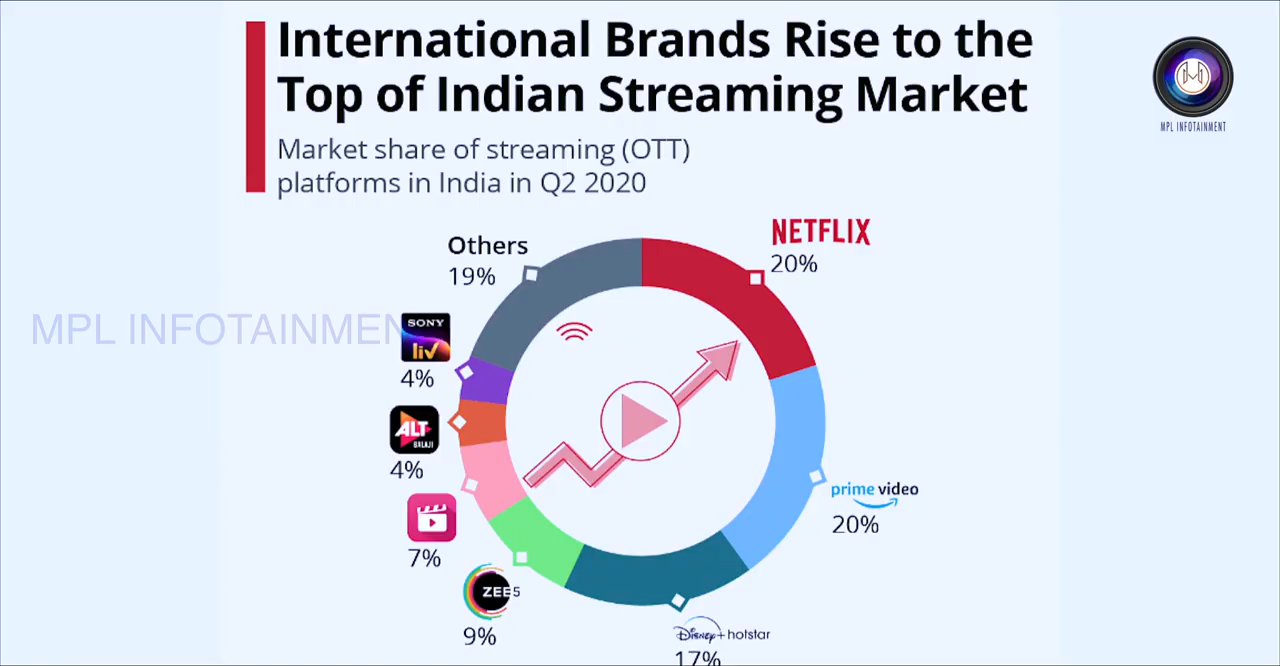 International Brands Rise to the
Top of Indian Streaming Market
MPL INFOTAINMENT
Market share of streaming (OTT)
platforms in India in Q2 2020
NETFLIX
20%
Others
19%
MPL INFOTAINMEN
SONY
liv
4%
ALT
BALAJI
4%
prime video
20%
7%
ZEE5
9%
Disney+ hotstar
17%